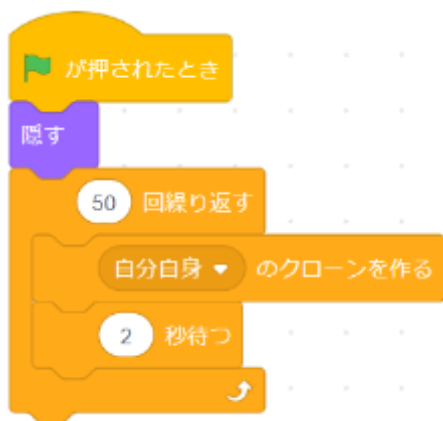 が押されたとき
隠す
50 回繰り返す
自分自身 のクローンを作る
2 秒待つ